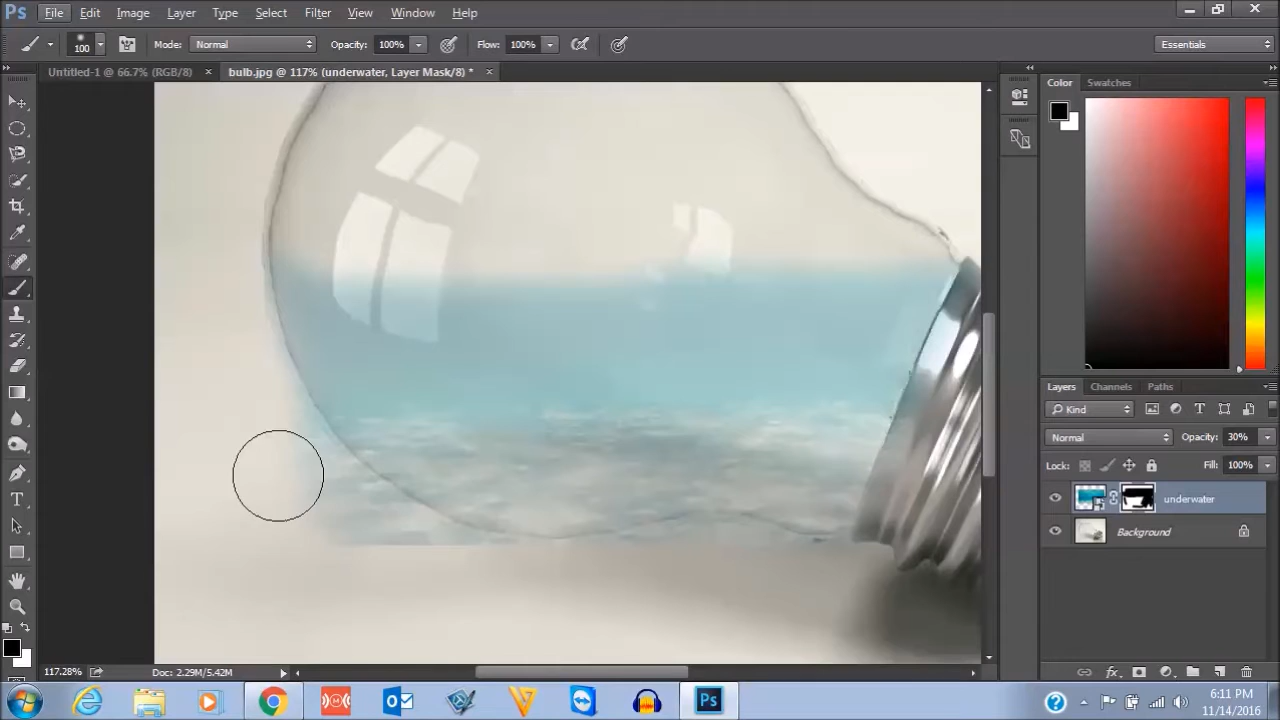 Ps File Edit Image Layer Type Select Filter View Window Help
100 Mode: Normal Opacity: 100% Flow: 100% Essentials
Untitled-1 @ 66.7% (RGB/8) × bulb.jpg @ 117% (underwater, Layer Mask/8) * ×
Color Swatches
Layers Channels Paths
Kind
Normal Opacity: 30%
Lock: Fill: 100%
underwater
Background
117.28% Doc: 2.29M/5.42M
6:11 PM
11/14/2016